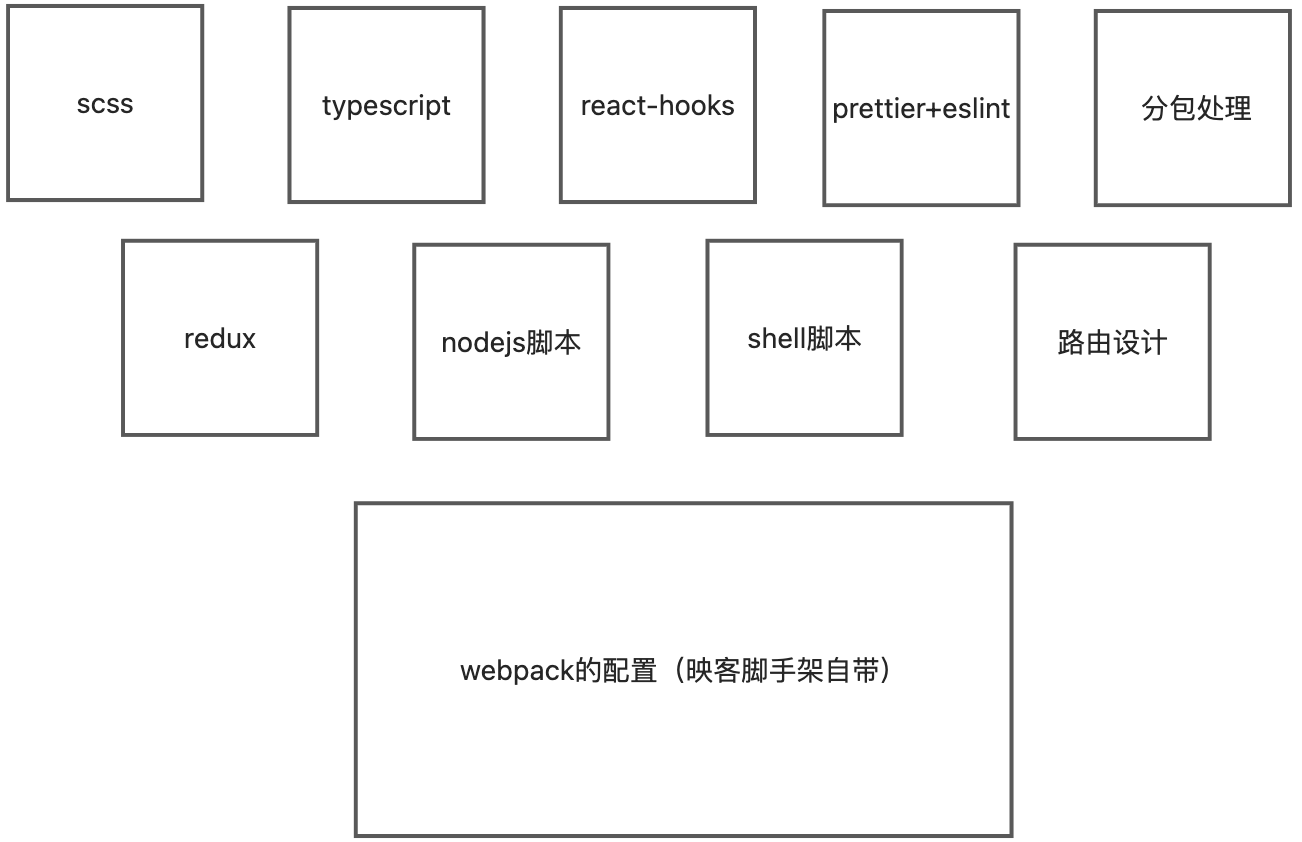 scss
typescript
react-hooks
prettier+eslint
分包处理
redux
nodejs脚本
shell脚本
路由设计
webpack的配置（映客脚手架自带）